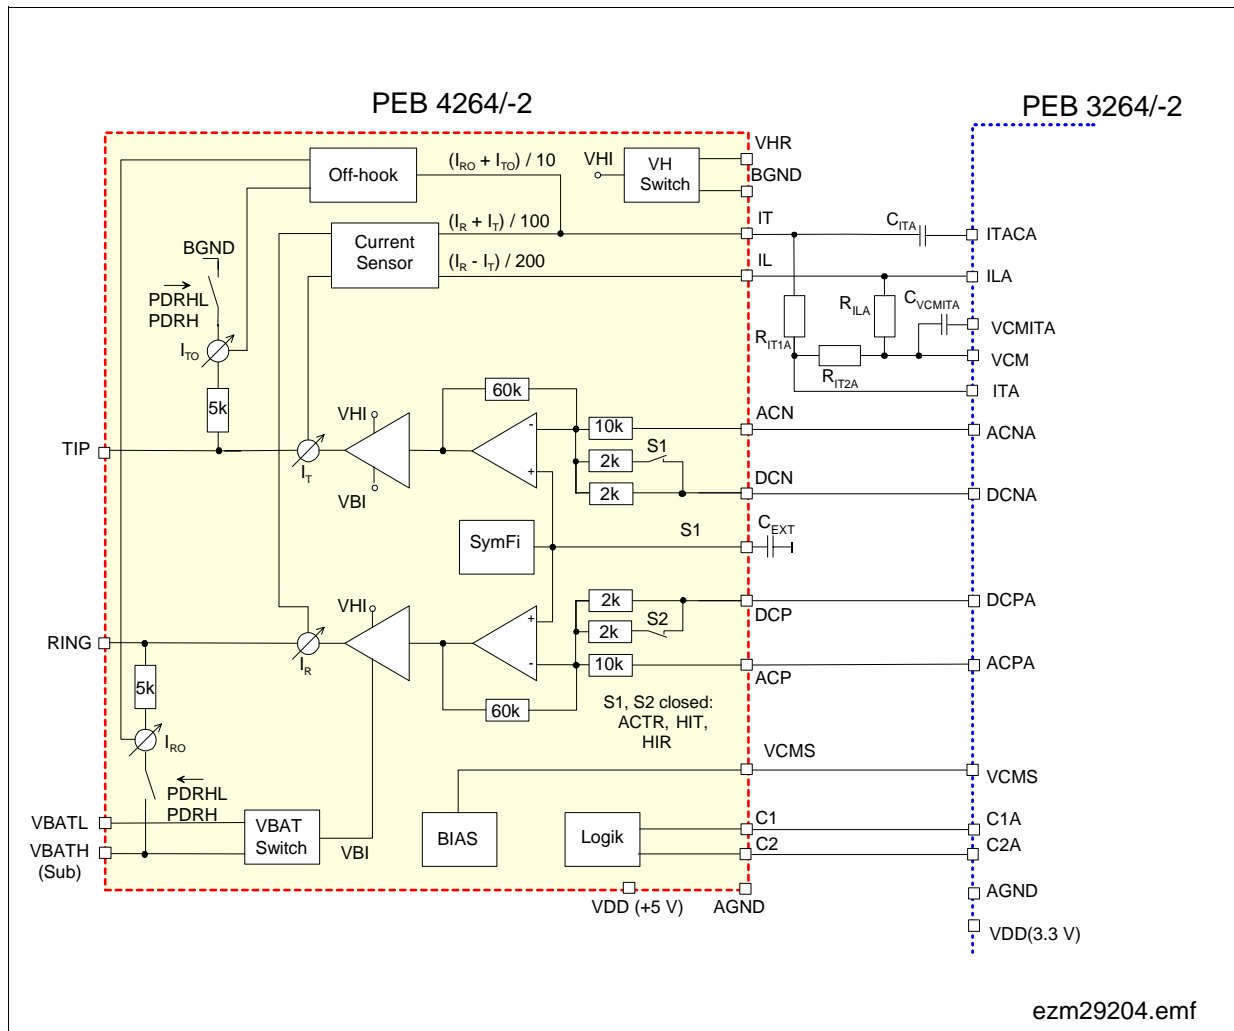 PEB 4264/-2
PEB 3264/-2
VHR
VHI
VH
Switch
BGND
Off-hook
(IRO + ITO) / 10
(IR + IT) / 100
IT
CITA
ITACA
Current
Sensor
(IR - IT) / 200
IL
ILA
BGND
PDRHL
PDRH
ITO
RILA
CVCMITA
VCMITA
RIT1A
VCM
RIT2A
ITA
5k
60k
VHI
ACN
10k
ACNA
TIP
IT
2k
S1
VBI
2k
DCN
DCNA
SymFi
S1
CEXT
VHI
2k
DCP
DCPA
2k
S2
RING
IR
10k
ACP
ACPA
5k
60k
S1, S2 closed:
ACTR, HIT,
HIR
IRO
VCMS
VCMS
PDRHL
PDRH
VBATL
VBATH
(Sub)
VBAT
Switch
VBI
BIAS
Logik
C1
C1A
C2
C2A
VDD (+5 V)
AGND
AGND
VDD(3.3 V)
+
-
+
-
ezm29204.emf